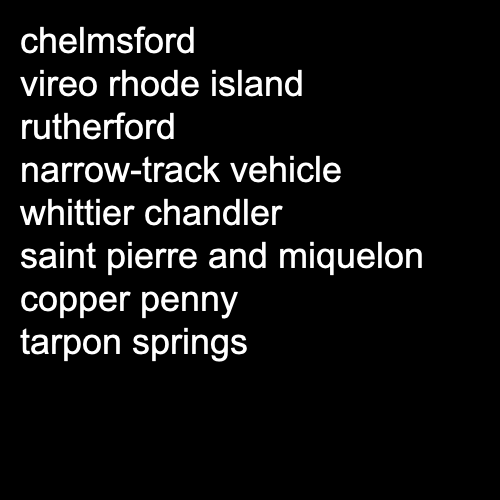 chelmsford
vireo rhode island
rutherford
narrow-track vehicle
whittier chandler
saint pierre and miquelon
copper penny
tarpon springs